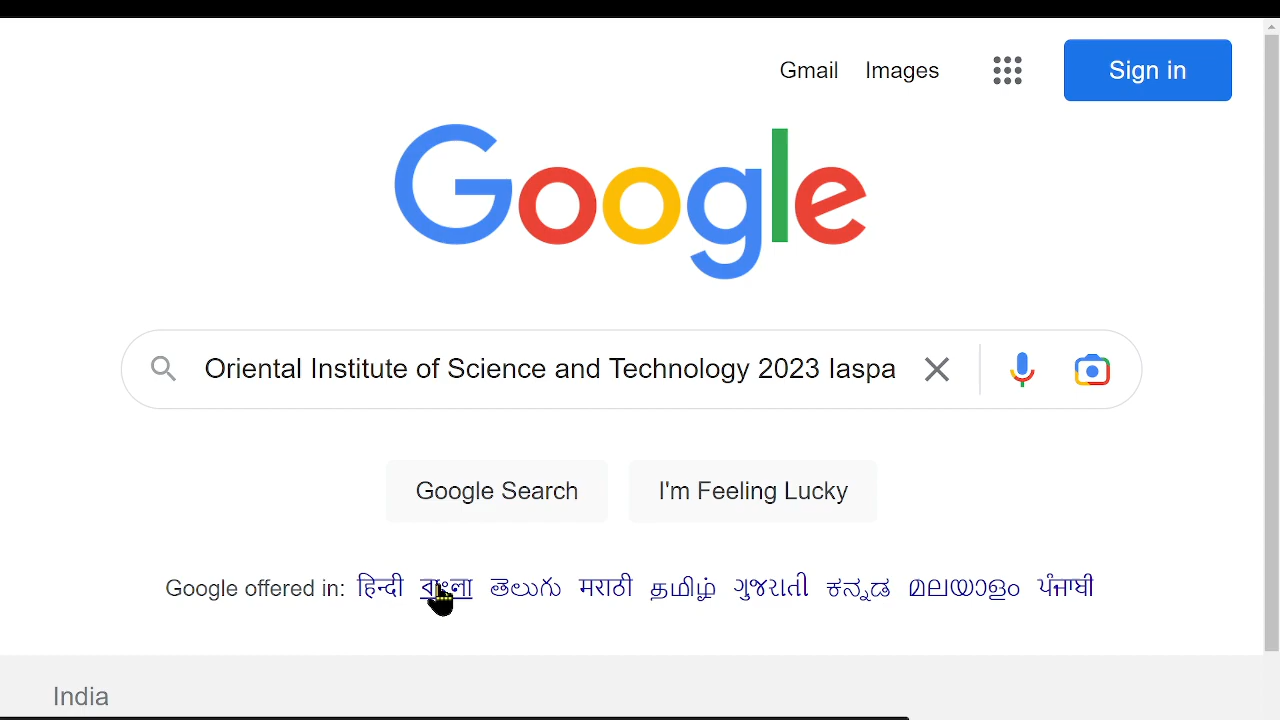 Gmail Images Sign in
Google
Oriental Institute of Science and Technology 2023 Iaspa
Google Search I'm Feeling Lucky
Google offered in: हिन्दी বাংলা తెలుగు मराठी தமிழ் ગુજરાતી ಕನ್ನಡ മലയാളം ਪੰਜਾਬੀ
India